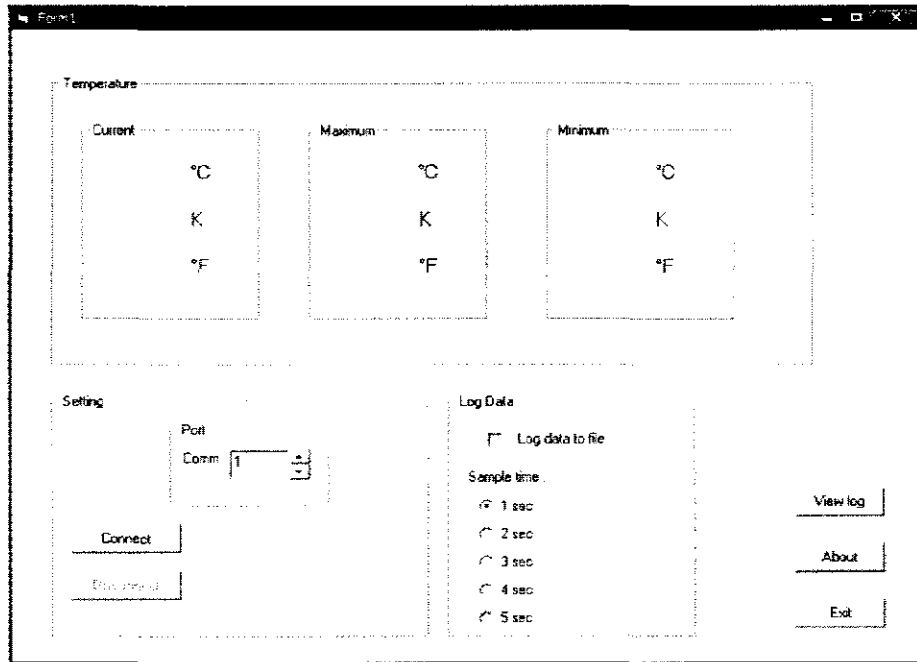 Form1
Temperature
Current
Maximum
Minimum
°C
°C
°C
K
K
K
°F
°F
°F
Setting
Port
Comm
1
Connect
Disconnect
Log Data
Log data to file
Sample time
1 sec
2 sec
3 sec
4 sec
5 sec
View log
About
Exit